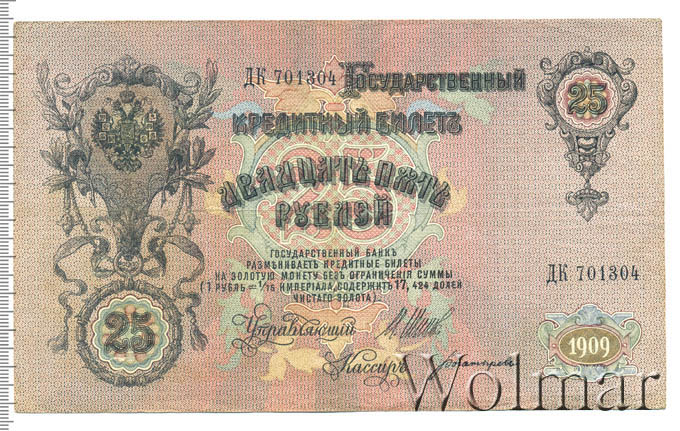 ДК 701304 Государственный
25
Кредитный Билетъ
Двадцать пять
рублей
Государственный Банкъ
размѣниваетъ кредитные билеты
на золотую монету безъ ограниченія суммы
(1 рубль = 1/15 имперіала, содержитъ 17,424 долей
чистаго золота)
ДК 701304
25
Управляющій
1909
Кассиръ
Wolmar